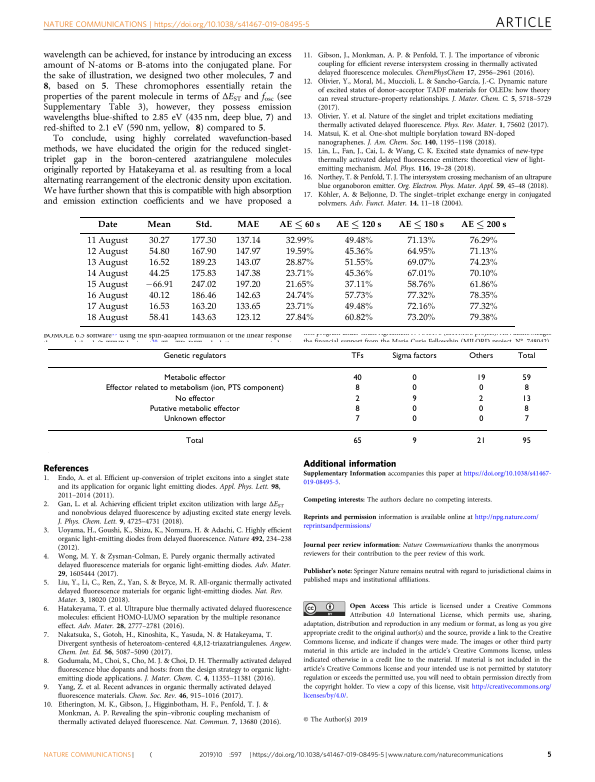 NATURE COMMUNICATIONS | https://doi.org/10.1038/s41467-019-08495-5
ARTICLE
wavelength can be achieved, for instance by introducing an excess
amount of N-atoms or B-atoms into the conjugated plane. For
the sake of illustration, we designed two other molecules, 7 and
8, based on 5. These chromophores essentially retain the
properties of the parent molecule in terms of ΔEST and fosc (see
Supplementary Table 3), however, they possess emission
wavelengths blue-shifted to 2.85 eV (435 nm, deep blue, 7) and
red-shifted to 2.1 eV (590 nm, yellow, 8) compared to 5.
To conclude, using highly correlated wavefunction-based
methods, we have elucidated the origin for the reduced singlet-
triplet gap in the boron-centered azatriangulene molecules
originally reported by Hatakeyama et al. as resulting from a local
alternating rearrangement of the electronic density upon excitation.
We have further shown that this is compatible with high absorption
and emission extinction coefficients and we have proposed a
11. Gibson, J., Monkman, A. P. & Penfold, T. J. The importance of vibronic
coupling for efficient reverse intersystem crossing in thermally activated
delayed fluorescence molecules. ChemPhysChem 17, 2956–2961 (2016).
12. Olivier, Y., Moral, M., Muccioli, L. & Sancho-García, J.-C. Dynamic nature
of excited states of donor–acceptor TADF materials for OLEDs: how theory
can reveal structure–property relationships. J. Mater. Chem. C 5, 5718–5729
(2017).
13. Olivier, Y. et al. Nature of the singlet and triplet excitations mediating
thermally activated delayed fluorescence. Phys. Rev. Mater. 1, 75602 (2017).
14. Matsui, K. et al. One-shot multiple borylation toward BN-doped
nanographenes. J. Am. Chem. Soc. 140, 1195–1198 (2018).
15. Lin, L., Fan, J., Cai, L. & Wang, C. K. Excited state dynamics of new-type
thermally activated delayed fluorescence emitters: theoretical view of light-
emitting mechanism. Mol. Phys. 116, 19–28 (2018).
16. Northey, T. & Penfold, T. J. The intersystem crossing mechanism of an ultrapure
blue organoboron emitter. Org. Electron. Phys. Mater. Appl. 59, 45–48 (2018).
17. Köhler, A. & Beljonne, D. The singlet–triplet exchange energy in conjugated
polymers. Adv. Funct. Mater. 14, 11–18 (2004).
Date Mean Std. MAE AE ≤ 60 s AE ≤ 120 s AE ≤ 180 s AE ≤ 200 s
11 August 30.27 177.30 137.14 32.99% 49.48% 71.13% 76.29%
12 August 54.80 167.90 147.97 19.59% 45.36% 64.95% 71.13%
13 August 16.52 189.23 143.07 28.87% 51.55% 69.07% 74.23%
14 August 44.25 175.83 147.38 23.71% 45.36% 67.01% 70.10%
15 August −66.91 247.02 197.20 21.65% 37.11% 58.76% 61.86%
16 August 40.12 186.46 142.63 24.74% 57.73% 77.32% 78.35%
17 August 16.53 163.20 133.65 23.71% 49.48% 72.16% 77.32%
18 August 58.41 143.63 123.12 27.84% 60.82% 73.20% 79.38%
software using the spin-adapted formulation of the linear response
the financial support from the Marie Curie Fellowship (MILORD project, N°. 748042).
Genetic regulators TFs Sigma factors Others Total
Metabolic effector 40 0 19 59
Effector related to metabolism (ion, PTS component) 8 0 0 8
No effector 2 9 2 13
Putative metabolic effector 8 0 0 8
Unknown effector 7 0 0 7
Total 65 9 21 95
References
1. Endo, A. et al. Efficient up-conversion of triplet excitons into a singlet state
and its application for organic light emitting diodes. Appl. Phys. Lett. 98,
2011–2014 (2011).
2. Gan, L. et al. Achieving efficient triplet exciton utilization with large ΔEST
and nonobvious delayed fluorescence by adjusting excited state energy levels.
J. Phys. Chem. Lett. 9, 4725–4731 (2018).
3. Uoyama, H., Goushi, K., Shizu, K., Nomura, H. & Adachi, C. Highly efficient
organic light-emitting diodes from delayed fluorescence. Nature 492, 234–238
(2012).
4. Wong, M. Y. & Zysman-Colman, E. Purely organic thermally activated
delayed fluorescence materials for organic light-emitting diodes. Adv. Mater.
29, 1605444 (2017).
5. Liu, Y., Li, C., Ren, Z., Yan, S. & Bryce, M. R. All-organic thermally activated
delayed fluorescence materials for organic light-emitting diodes. Nat. Rev.
Mater. 3, 18020 (2018).
6. Hatakeyama, T. et al. Ultrapure blue thermally activated delayed fluorescence
molecules: efficient HOMO-LUMO separation by the multiple resonance
effect. Adv. Mater. 28, 2777–2781 (2016).
7. Nakatsuka, S., Gotoh, H., Kinoshita, K., Yasuda, N. & Hatakeyama, T.
Divergent synthesis of heteroatom-centered 4,8,12-triazatriangulenes. Angew.
Chem. Int. Ed. 56, 5087–5090 (2017).
8. Godumala, M., Choi, S., Cho, M. J. & Choi, D. H. Thermally activated delayed
fluorescence blue dopants and hosts: from the design strategy to organic light-
emitting diode applications. J. Mater. Chem. C 4, 11355–11381 (2016).
9. Yang, Z. et al. Recent advances in organic thermally activated delayed
fluorescence materials. Chem. Soc. Rev. 46, 915–1016 (2017).
10. Etherington, M. K., Gibson, J., Higginbotham, H. F., Penfold, T. J. &
Monkman, A. P. Revealing the spin–vibronic coupling mechanism of
thermally activated delayed fluorescence. Nat. Commun. 7, 13680 (2016).
Additional information
Supplementary Information accompanies this paper at https://doi.org/10.1038/s41467-
019-08495-5.
Competing interests: The authors declare no competing interests.
Reprints and permission information is available online at http://npg.nature.com/
reprintsandpermissions/
Journal peer review information: Nature Communications thanks the anonymous
reviewers for their contribution to the peer review of this work.
Publisher's note: Springer Nature remains neutral with regard to jurisdictional claims in
published maps and institutional affiliations.
Open Access This article is licensed under a Creative Commons
Attribution 4.0 International License, which permits use, sharing,
adaptation, distribution and reproduction in any medium or format, as long as you give
appropriate credit to the original author(s) and the source, provide a link to the Creative
Commons license, and indicate if changes were made. The images or other third party
material in this article are included in the article's Creative Commons license, unless
indicated otherwise in a credit line to the material. If material is not included in the
article's Creative Commons license and your intended use is not permitted by statutory
regulation or exceeds the permitted use, you will need to obtain permission directly from
the copyright holder. To view a copy of this license, visit http://creativecommons.org/
licenses/by/4.0/.
© The Author(s) 2019
NATURE COMMUNICATIONS| ( 2019)10 :597 | https://doi.org/10.1038/s41467-019-08495-5 | www.nature.com/naturecommunications 5